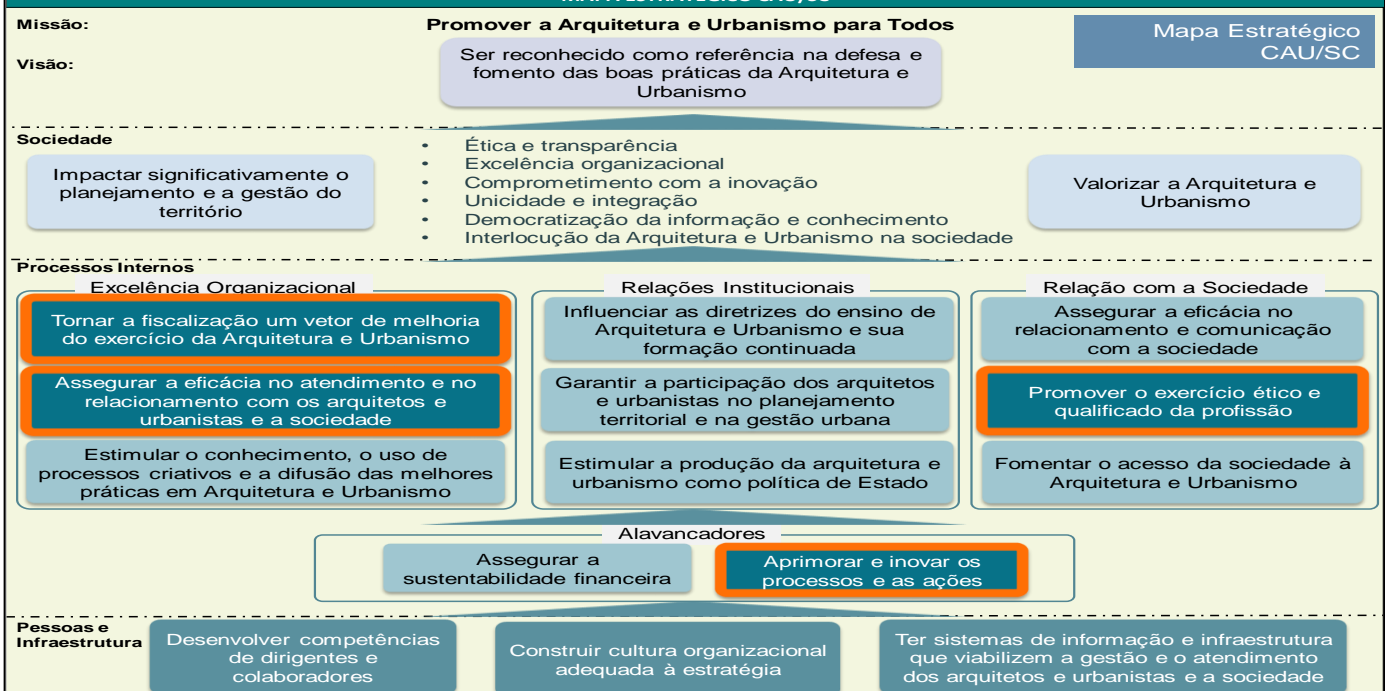 MAPA ESTRATÉGICO CAU/SC
Missão:
Promover a Arquitetura e Urbanismo para Todos
Mapa Estratégico
CAU/SC
Visão:
Ser reconhecido como referência na defesa e
fomento das boas práticas da Arquitetura e
Urbanismo
Sociedade
Impactar significativamente o
planejamento e a gestão do
território
• Ética e transparência
• Excelência organizacional
• Comprometimento com a inovação
• Unicidade e integração
• Democratização da informação e conhecimento
• Interlocução da Arquitetura e Urbanismo na sociedade
Valorizar a Arquitetura e
Urbanismo
Processos Internos
Excelência Organizacional
Tornar a fiscalização um vetor de melhoria
do exercício da Arquitetura e Urbanismo
Assegurar a eficácia no atendimento e no
relacionamento com os arquitetos e
urbanistas e a sociedade
Estimular o conhecimento, o uso de
processos criativos e a difusão das melhores
práticas em Arquitetura e Urbanismo
Relações Institucionais
Influenciar as diretrizes do ensino de
Arquitetura e Urbanismo e sua
formação continuada
Garantir a participação dos arquitetos
e urbanistas no planejamento
territorial e na gestão urbana
Estimular a produção da arquitetura e
urbanismo como política de Estado
Relação com a Sociedade
Assegurar a eficácia no
relacionamento e comunicação
com a sociedade
Promover o exercício ético e
qualificado da profissão
Fomentar o acesso da sociedade à
Arquitetura e Urbanismo
Alavancadores
Assegurar a
sustentabilidade financeira
Aprimorar e inovar os
processos e as ações
Pessoas e
Infraestrutura
Desenvolver competências
de dirigentes e
colaboradores
Construir cultura organizacional
adequada à estratégia
Ter sistemas de informação e infraestrutura
que viabilizem a gestão e o atendimento
dos arquitetos e urbanistas e a sociedade